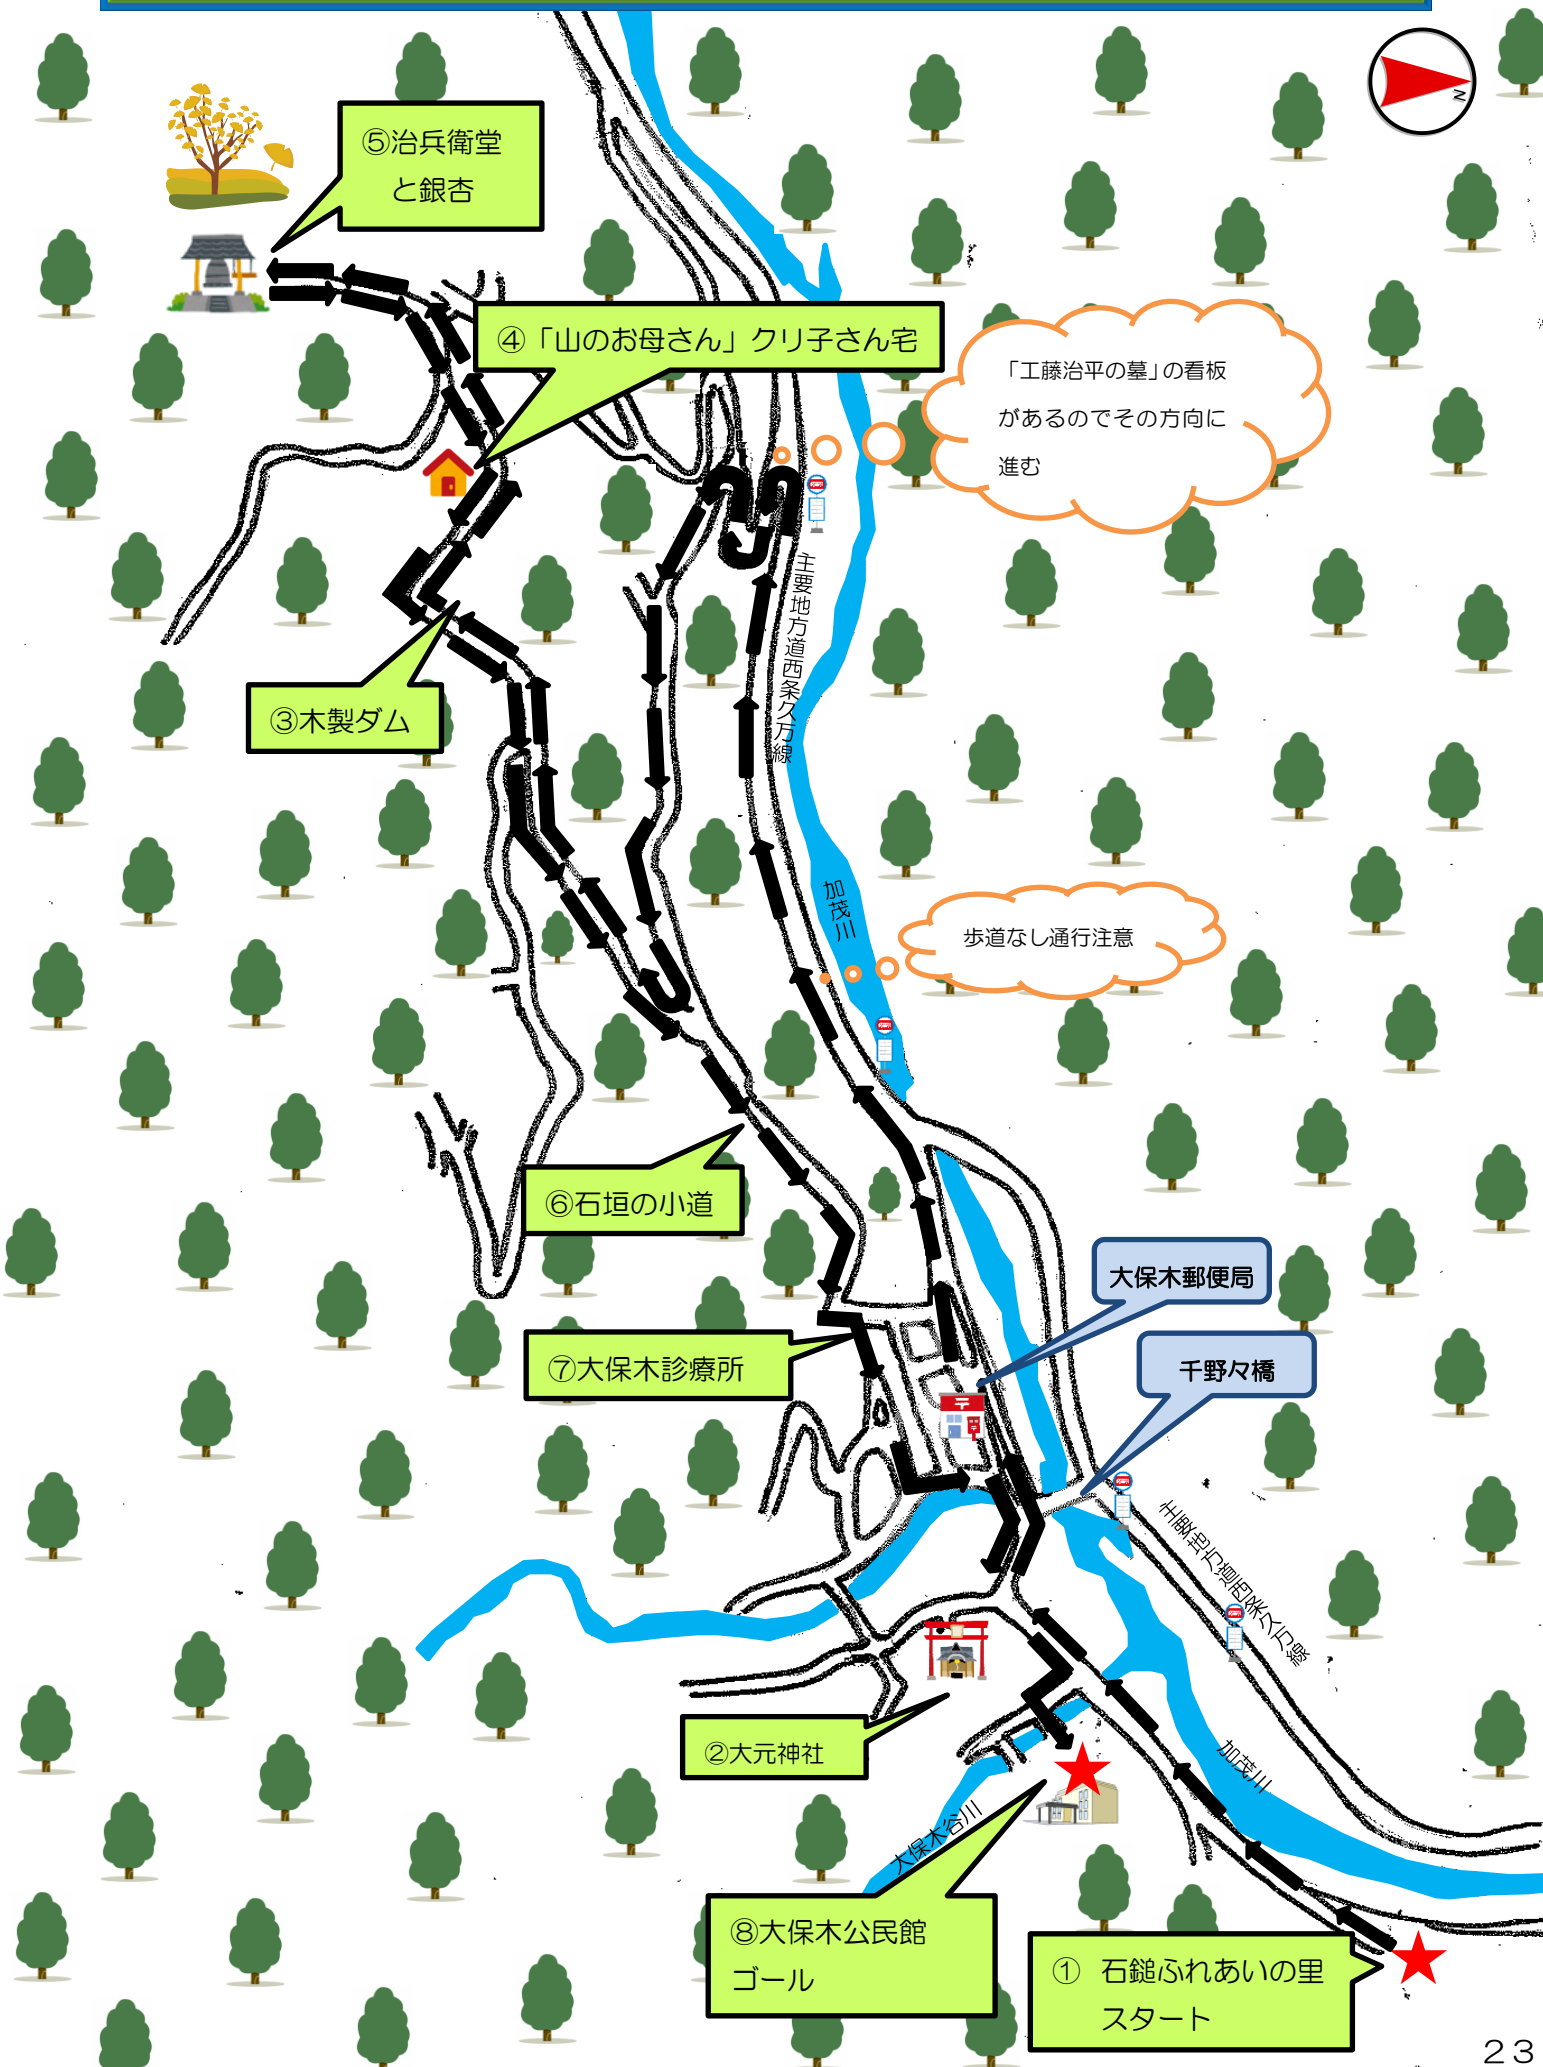 N
⑤治兵衛堂
と銀杏
④「山のお母さん」クリ子さん宅
「工藤治平の墓」の看板
があるのでその方向に
進む
主要地方道西条久万線
③木製ダム
加茂川
歩道なし通行注意
⑥石垣の小道
大保木郵便局
⑦大保木診療所
千野々橋
主要地方道西条久万線
②大元神社
加茂川
大保木谷川
⑧大保木公民館
ゴール
① 石鎚ふれあいの里
スタート
23